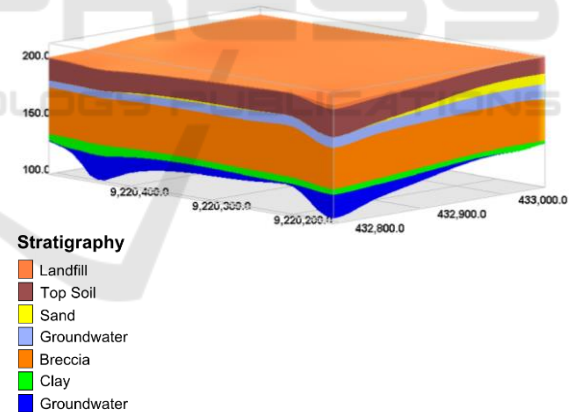 200.0
150.0
100.0
9,220,400.0
9,220,300.0
9,220,200.0
432,800.0
432,900.0
433,000.0
Stratigraphy
Landfill
Top Soil
Sand
Groundwater
Breccia
Clay
Groundwater